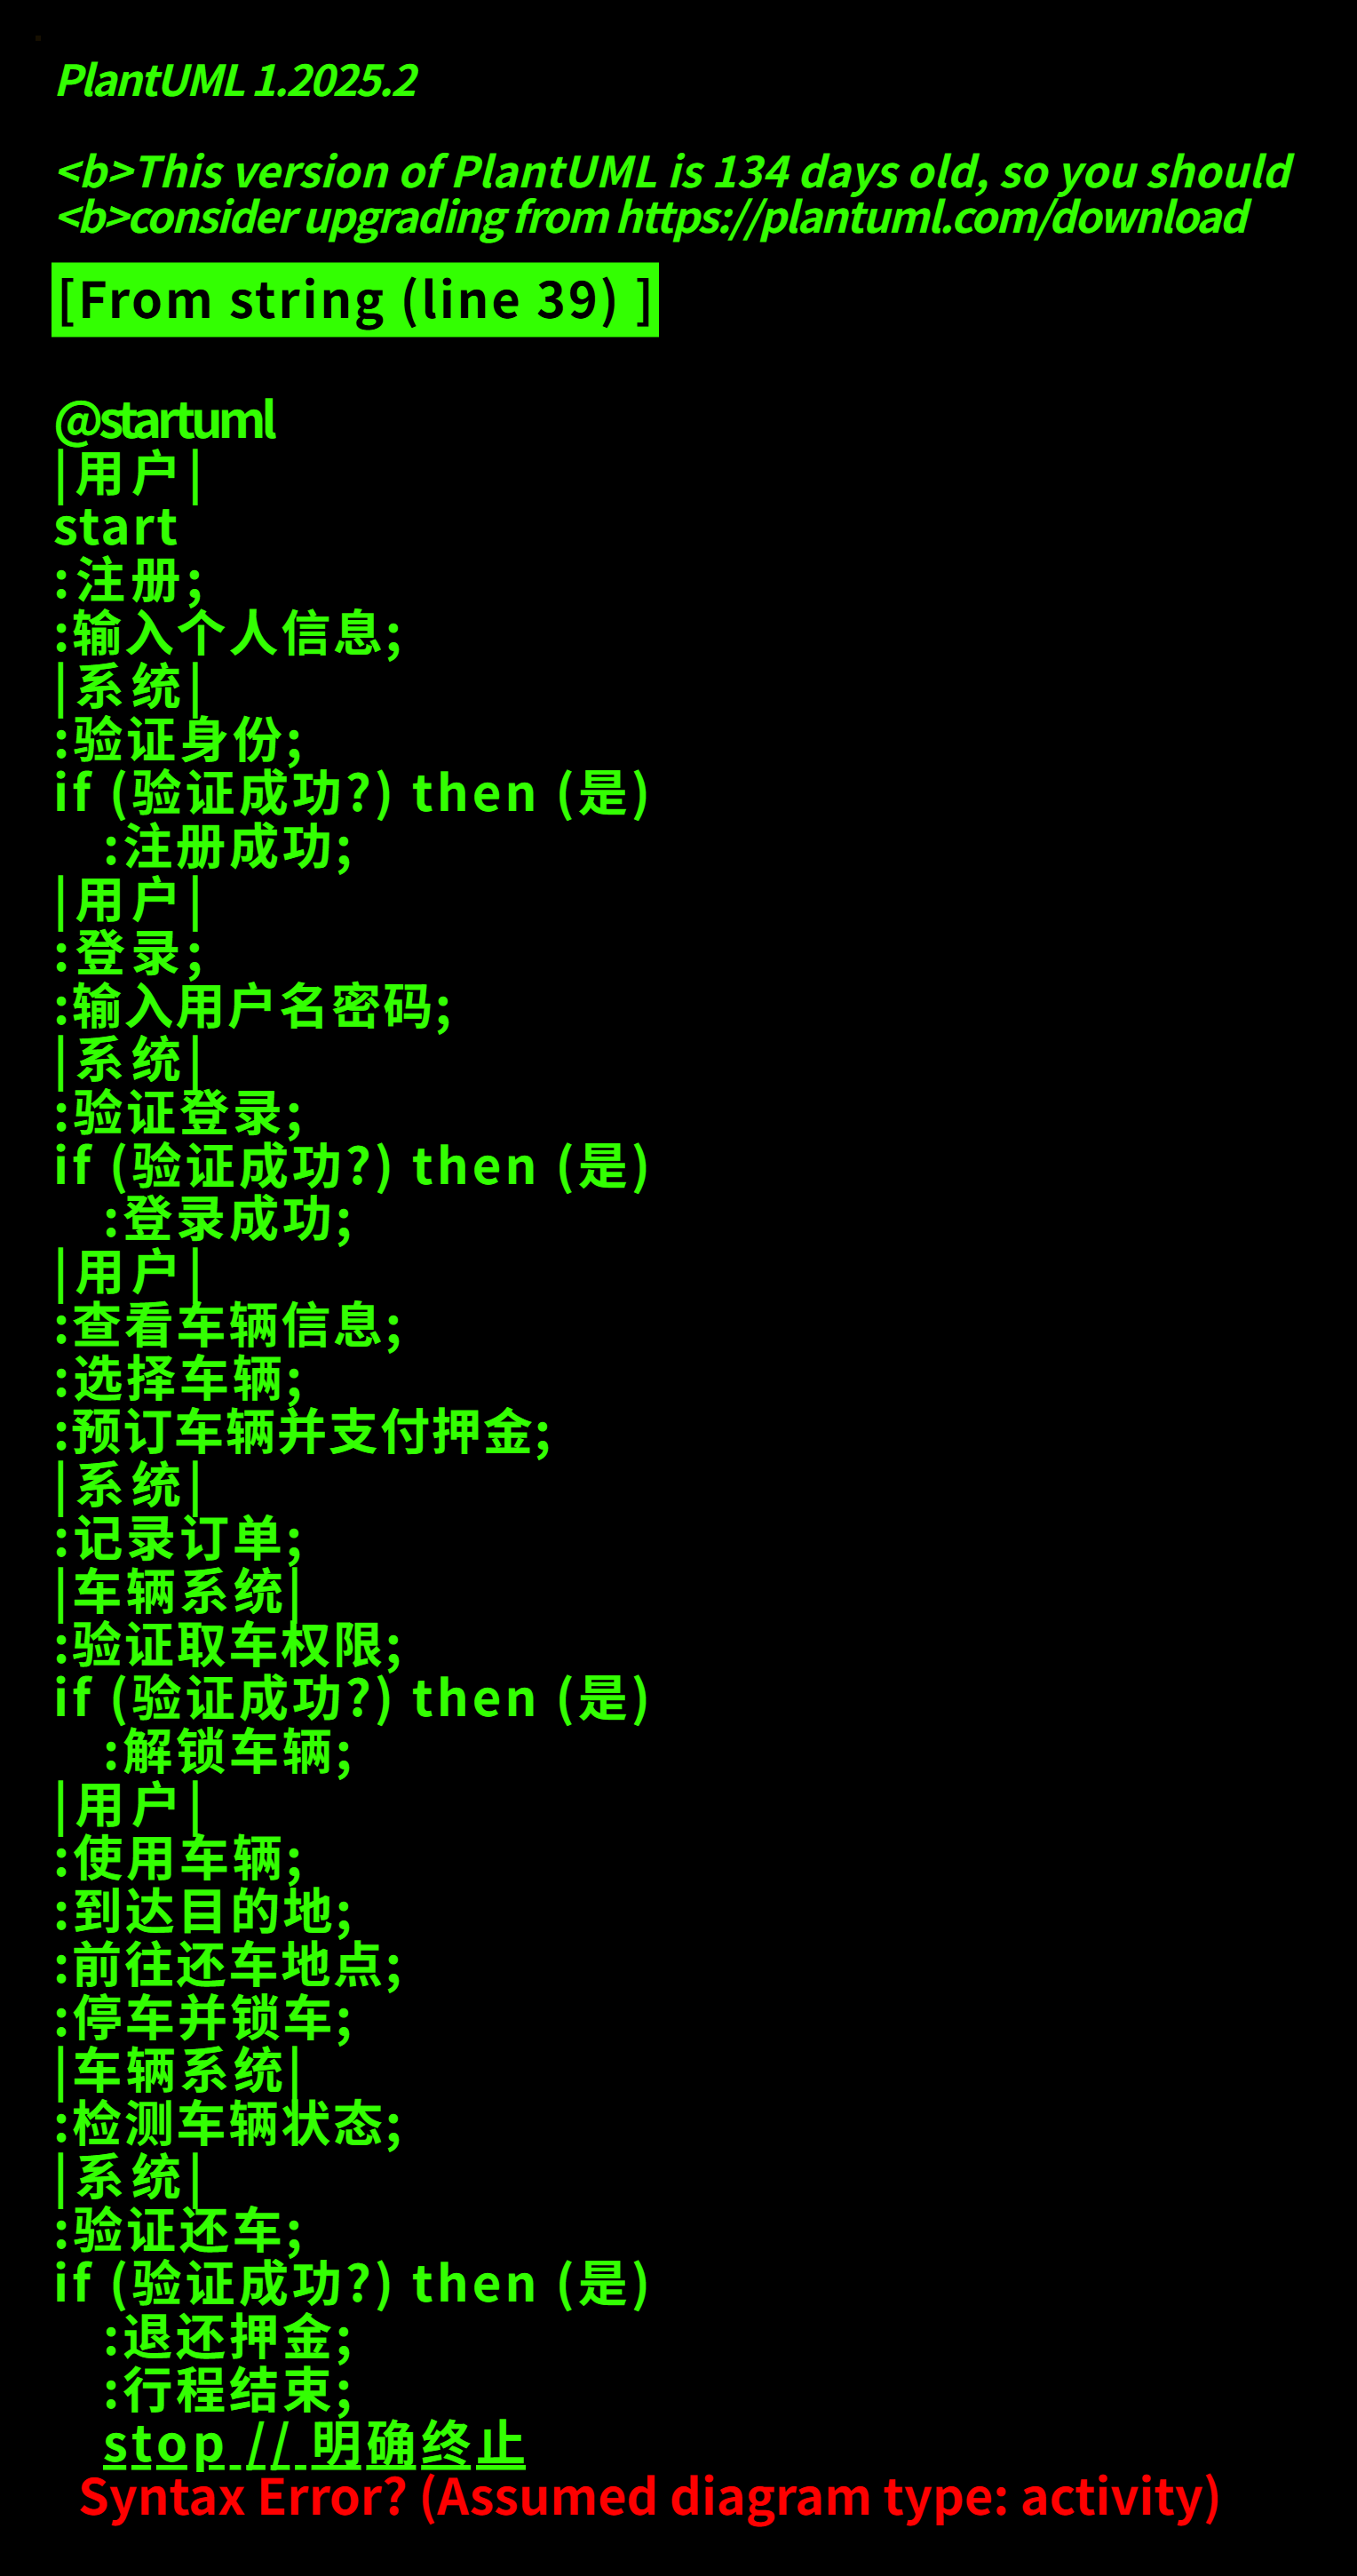 PlantUML 1.2025.2
<b>This version of PlantUML is 134 days old, so you should
<b>consider upgrading from https://plantuml.com/download
[From string (line 39) ]
@startuml
|用户|
start
:注册;
:输入个人信息;
|系统|
:验证身份;
if (验证成功?) then (是)
:注册成功;
|用户|
:登录;
:输入用户名密码;
|系统|
:验证登录;
if (验证成功?) then (是)
:登录成功;
|用户|
:查看车辆信息;
:选择车辆;
:预订车辆并支付押金;
|系统|
:记录订单;
|车辆系统|
:验证取车权限;
if (验证成功?) then (是)
:解锁车辆;
|用户|
:使用车辆;
:到达目的地;
:前往还车地点;
:停车并锁车;
|车辆系统|
:检测车辆状态;
|系统|
:验证还车;
if (验证成功?) then (是)
:退还押金;
:行程结束;
stop // 明确终止
Syntax Error? (Assumed diagram type: activity)